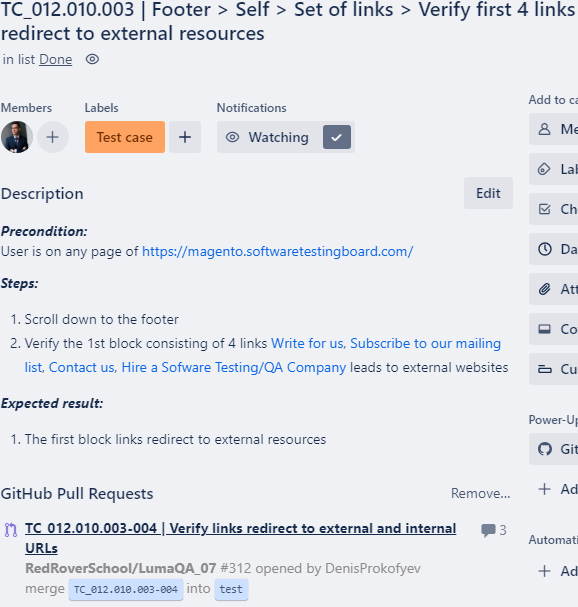 TC_012.010.003 | Footer > Self > Set of links > Verify first 4 links
redirect to external resources
in list Done
Members
Labels
Notifications
Test case
Watching
Description
Edit
Precondition:
User is on any page of https://magento.softwaretestingboard.com/
Steps:
1. Scroll down to the footer
2. Verify the 1st block consisting of 4 links Write for us, Subscribe to our mailing
list, Contact us, Hire a Sofware Testing/QA Company leads to external websites
Expected result:
1. The first block links redirect to external resources
GitHub Pull Requests
Remove...
TC_012.010.003-004 | Verify links redirect to external and internal
URLs
3
RedRoverSchool/LumaQA_07 #312 opened by DenisProkofyev
merge TC_012.010.003-004 into test
Add to ca
Me
Lab
Ch
Da
Att
Co
Cu
Power-Up
Git
Ad
Automati
Ad